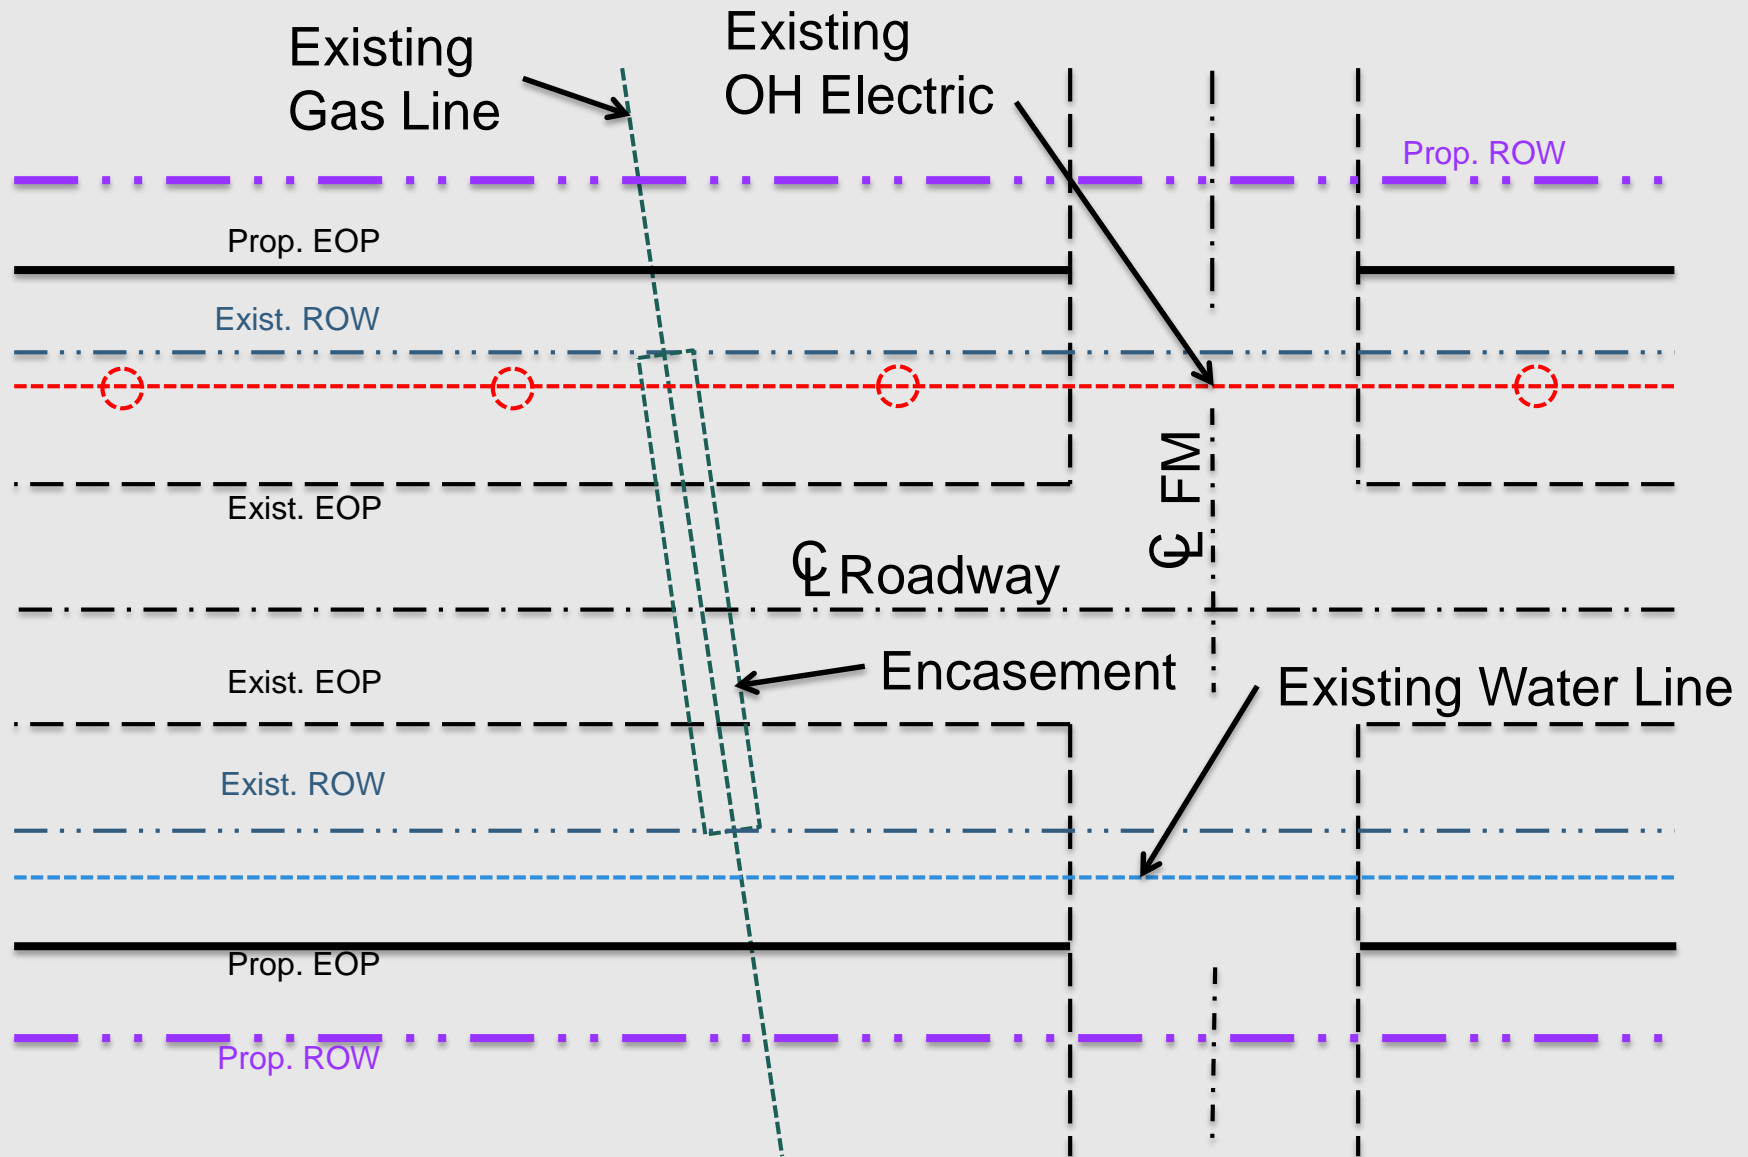 Existing
Gas Line
Existing
OH Electric
Prop. ROW
Prop. EOP
Exist. ROW
Exist. EOP
℄ FM
℄ Roadway
Encasement
Exist. EOP
Existing Water Line
Exist. ROW
Prop. EOP
Prop. ROW